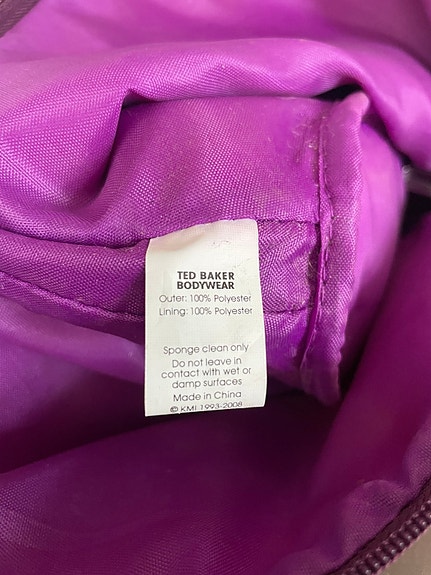 TED BAKER
BODYWEAR
Outer: 100% Polyester
Lining: 100% Polyester
Sponge clean only
Do not leave in
contact with wet or
damp surfaces
Made in China
© KMI 1993-2008